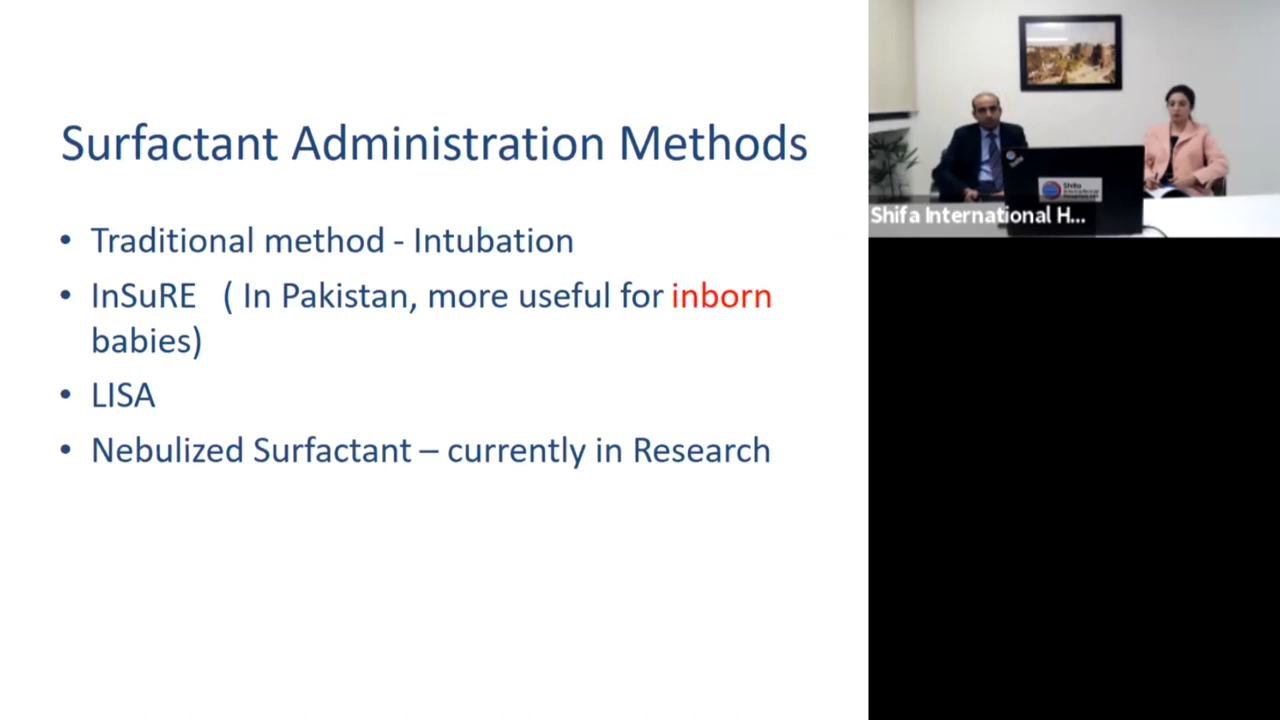 Surfactant Administration Methods
• Traditional method - Intubation
• InSuRE ( In Pakistan, more useful for inborn
babies)
• LISA
• Nebulized Surfactant – currently in Research
Shifa
Shifa International H...